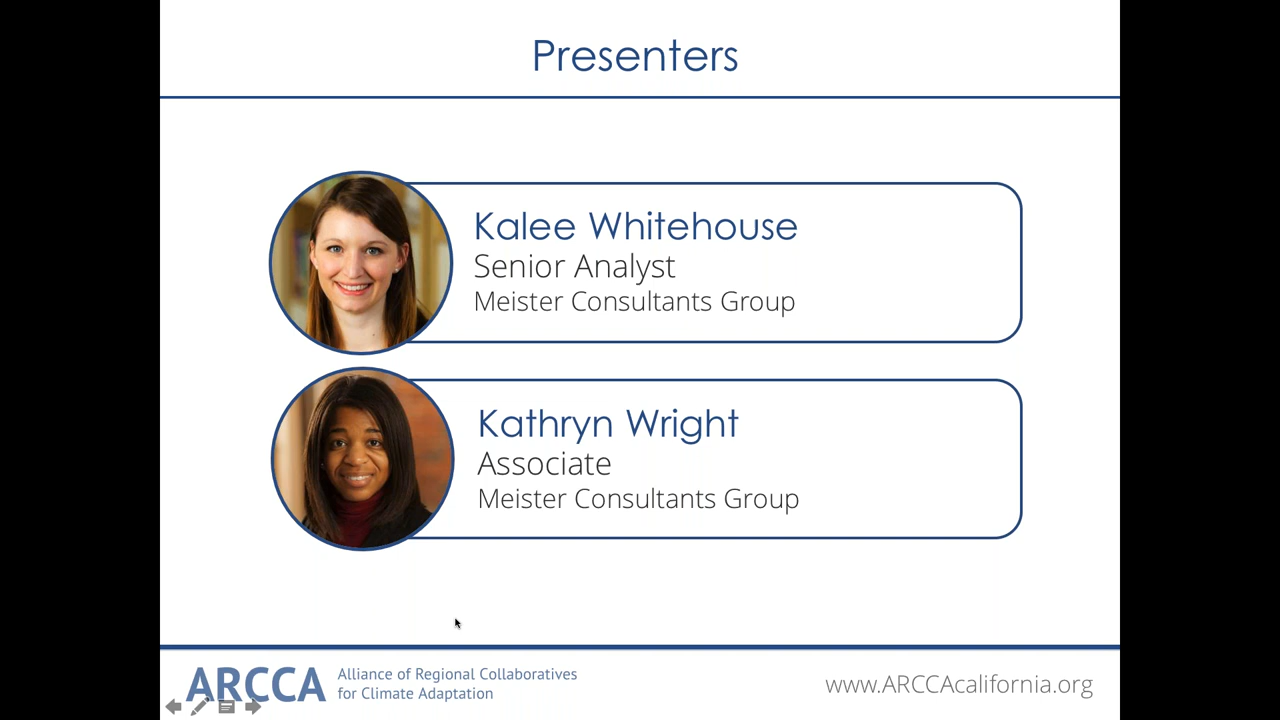 Presenters
Kalee Whitehouse
Senior Analyst
Meister Consultants Group
Kathryn Wright
Associate
Meister Consultants Group
ARCCA
Alliance of Regional Collaboratives
for Climate Adaptation
www.ARCCAcalifornia.org